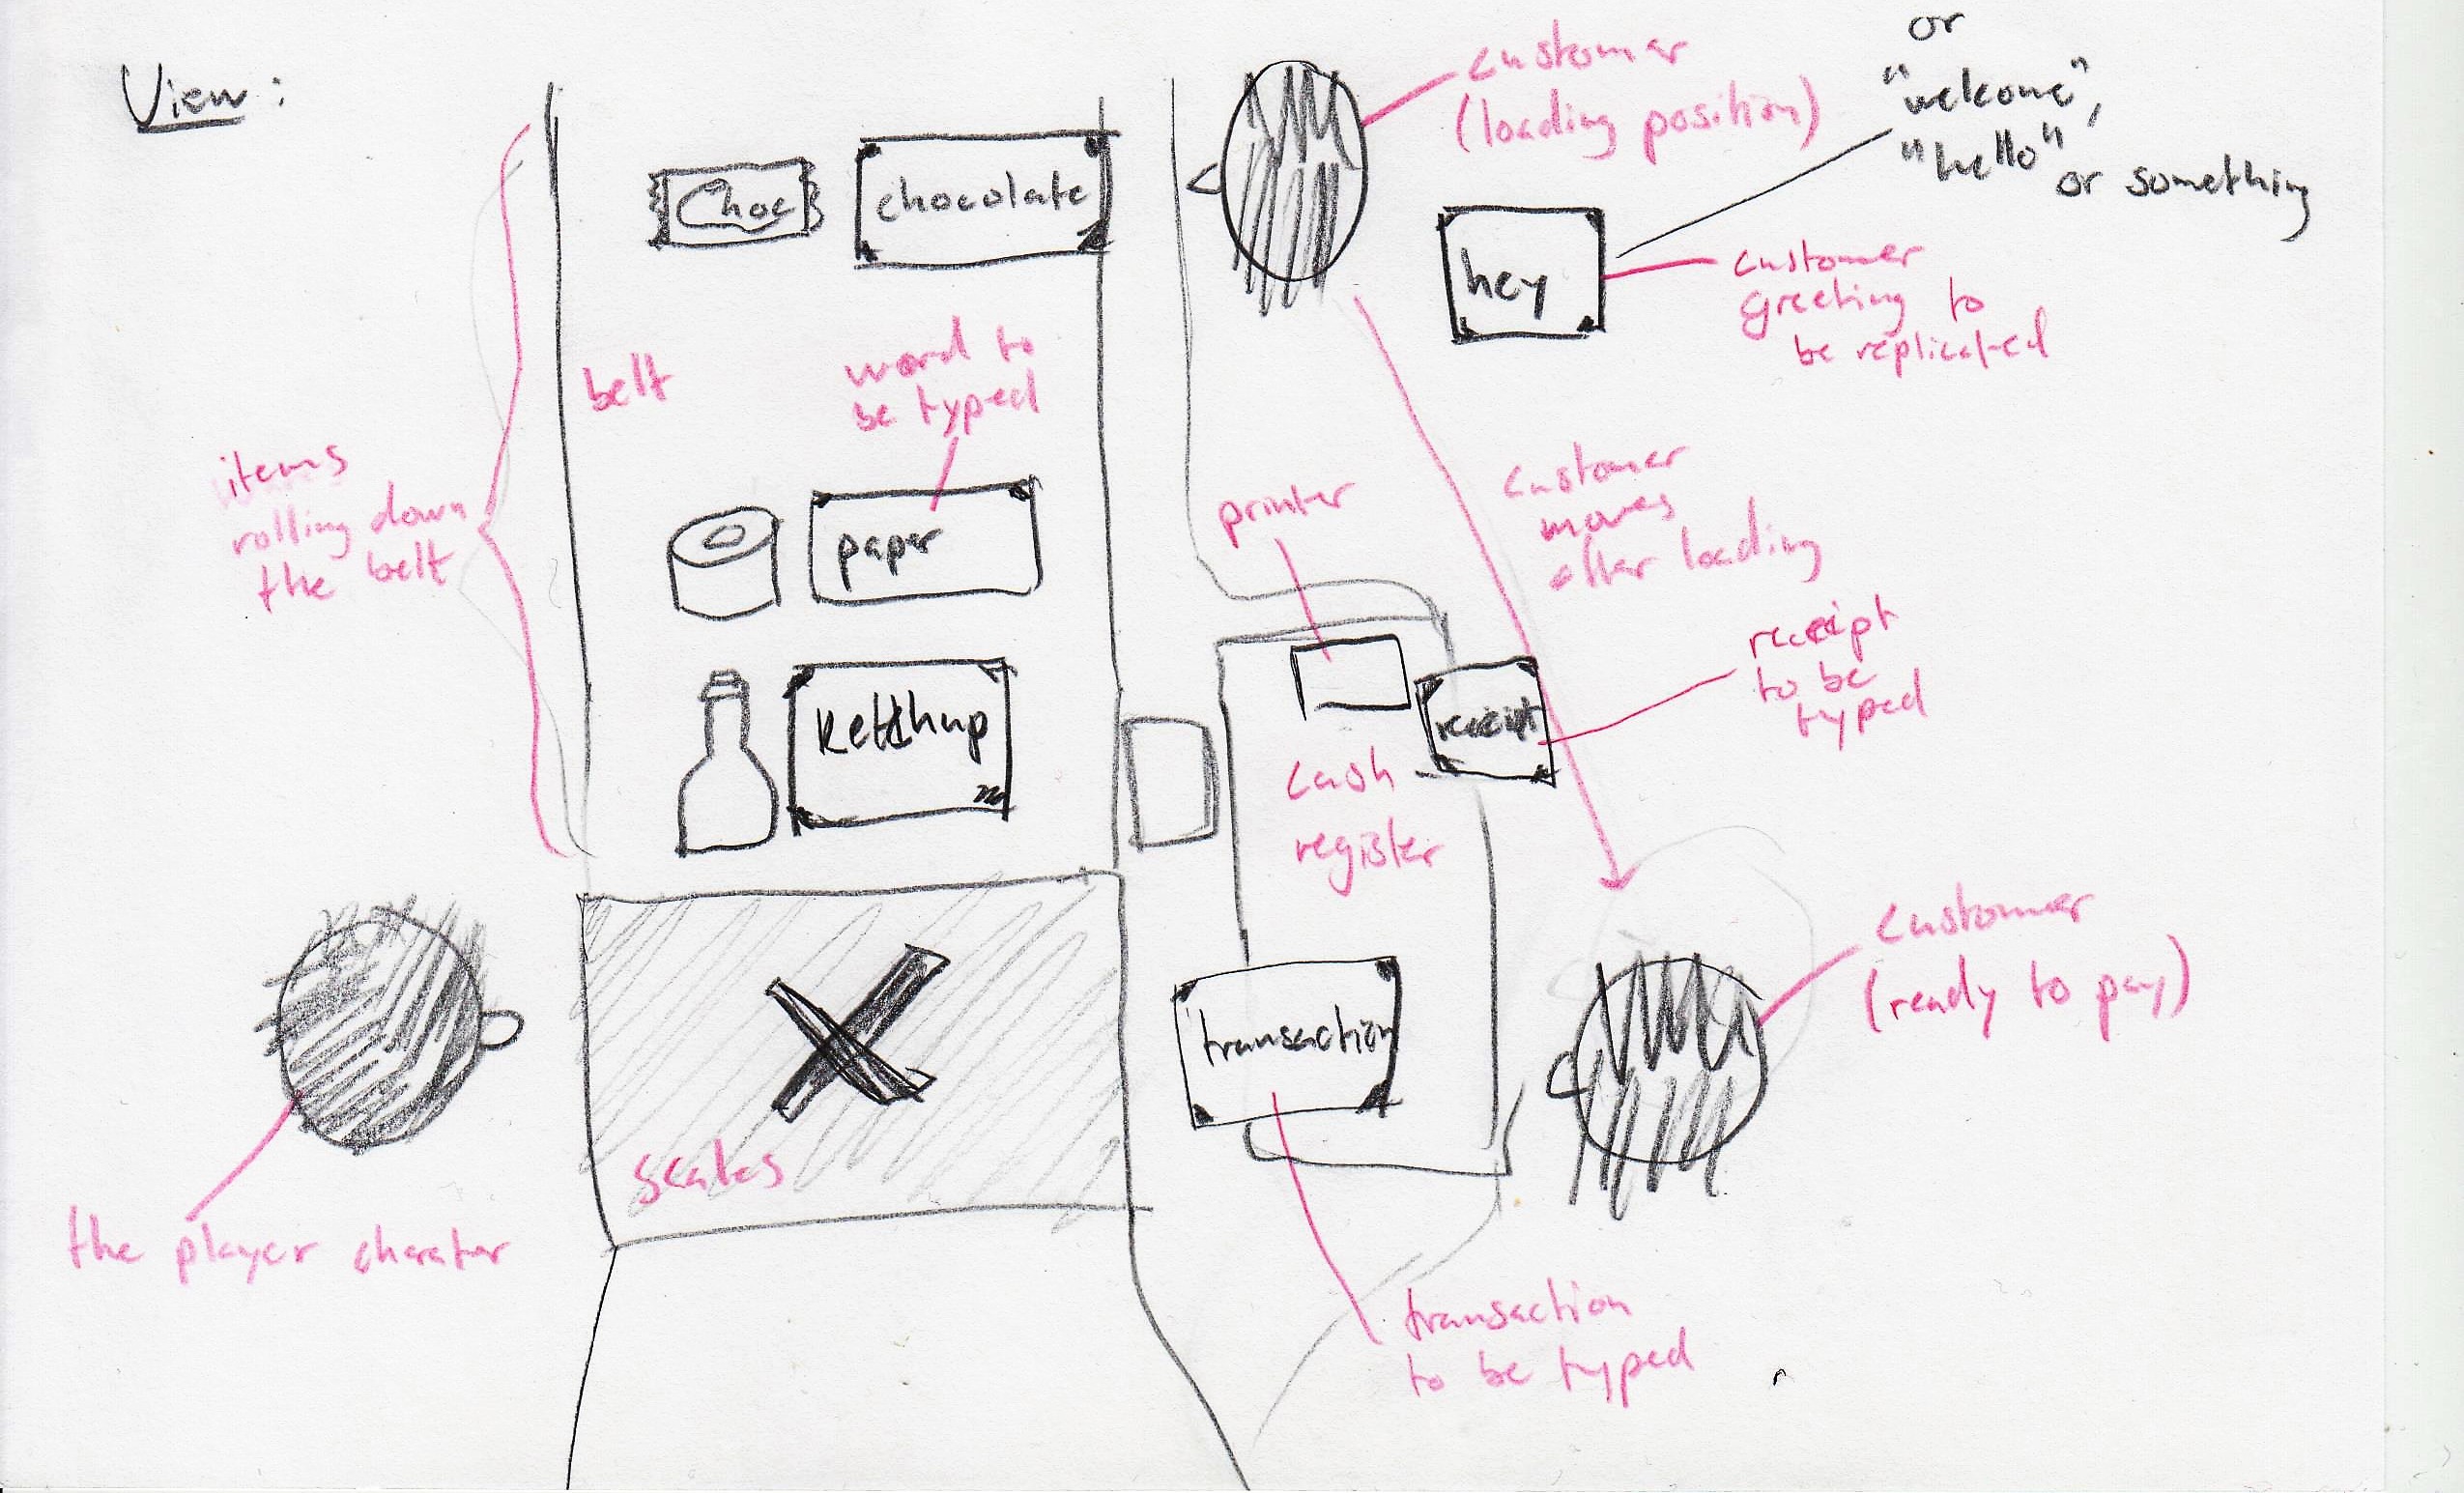 View:
or
"welcome",
"hello"
or something
customer
(loading position)
Choc
chocolate
hey
customer
greeting to
be replicated
belt
word to
be typed
items
rolling down
the belt
paper
printer
customer
moves
after loading
ketchup
receipt
receipt
to be
typed
cash
register
customer
(ready to pay)
transaction
scales
the player charater
transaction
to be typed